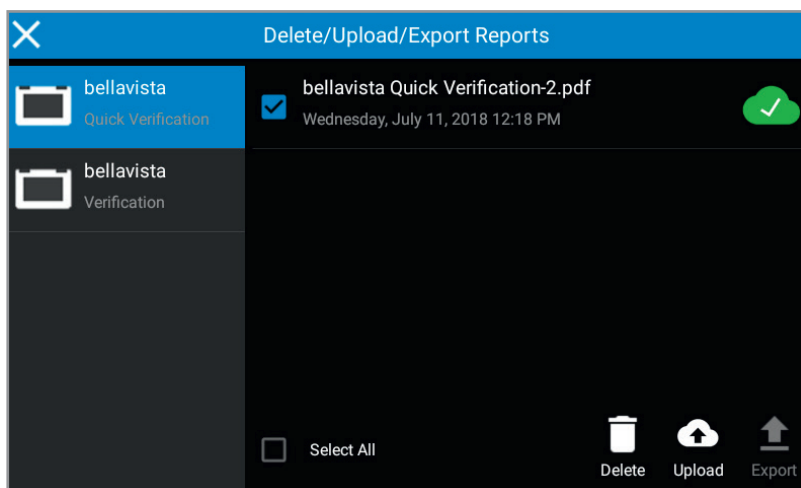 Delete/Upload/Export Reports
bellavista
Quick Verification
bellavista
Verification
bellavista Quick Verification-2.pdf
Wednesday, July 11, 2018 12:18 PM
Select All
Delete
Upload
Export